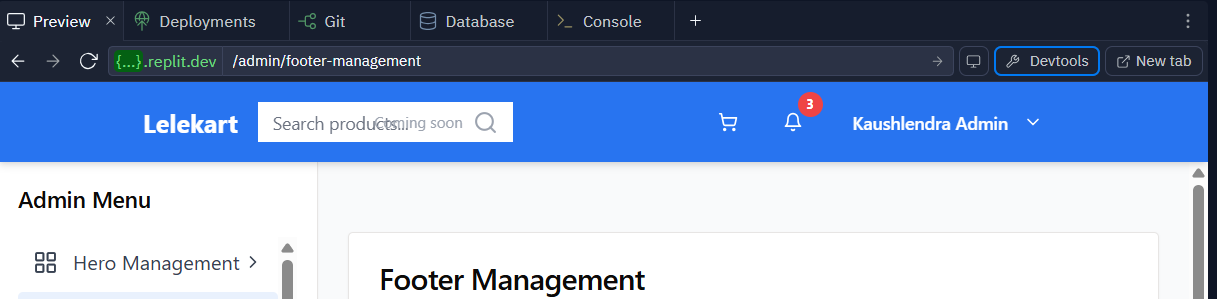 Preview Deployments Git Database Console
{...}.replit.dev /admin/footer-management Devtools New tab
Lelekart Search products... Coming soon 3 Kaushlendra Admin
Admin Menu
Hero Management
Footer Management